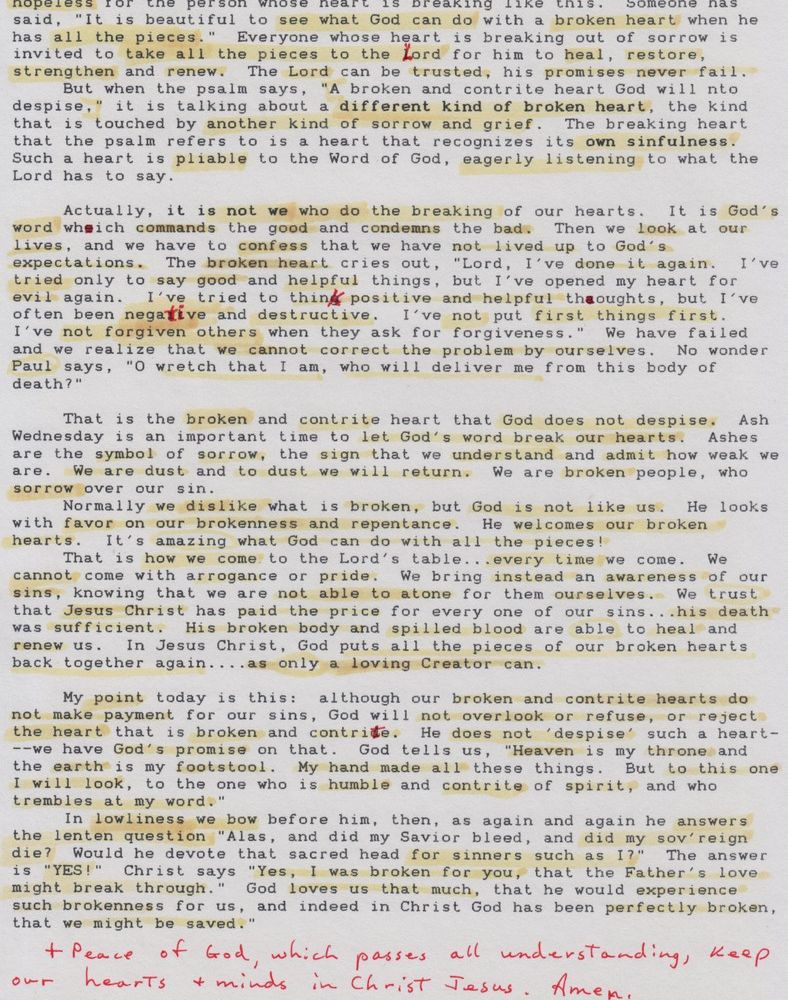 hopeless for the person whose heart is breaking like this.  Someone has
said, "It is beautiful to see what God can do with a broken heart when he
has all the pieces."  Everyone whose heart is breaking out of sorrow is
invited to take all the pieces to the Lord for him to heal, restore,
strengthen and renew.  The Lord can be trusted, his promises never fail.
But when the psalm says, "A broken and contrite heart God will nto
despise," it is talking about a different kind of broken heart, the kind
that is touched by another kind of sorrow and grief.  The breaking heart
that the psalm refers to is a heart that recognizes its own sinfulness.
Such a heart is pliable to the Word of God, eagerly listening to what the
Lord has to say.
Actually, it is not we who do the breaking of our hearts.  It is God's
word which commands the good and condemns the bad.  Then we look at our
lives, and we have to confess that we have not lived up to God's
expectations.  The broken heart cries out, "Lord, I've done it again.  I've
tried only to say good and helpful things, but I've opened my heart for
evil again.  I've tried to think positive and helpful thoughts, but I've
often been negative and destructive.  I've not put first things first.
I've not forgiven others when they ask for forgiveness."  We have failed
and we realize that we cannot correct the problem by ourselves.  No wonder
Paul says, "O wretch that I am, who will deliver me from this body of
death?"
That is the broken and contrite heart that God does not despise.  Ash
Wednesday is an important time to let God's word break our hearts.  Ashes
are the symbol of sorrow, the sign that we understand and admit how weak we
are.  We are dust and to dust we will return.  We are broken people, who
sorrow over our sin.
Normally we dislike what is broken, but God is not like us.  He looks
with favor on our brokenness and repentance.  He welcomes our broken
hearts.  It's amazing what God can do with all the pieces!
That is how we come to the Lord's table...every time we come.  We
cannot come with arrogance or pride.  We bring instead an awareness of our
sins, knowing that we are not able to atone for them ourselves.  We trust
that Jesus Christ has paid the price for every one of our sins...his death
was sufficient.  His broken body and spilled blood are able to heal and
renew us.  In Jesus Christ, God puts all the pieces of our broken hearts
back together again....as only a loving Creator can.
My point today is this:  although our broken and contrite hearts do
not make payment for our sins, God will not overlook or refuse, or reject
the heart that is broken and contrite.  He does not 'despise' such a heart-
--we have God's promise on that.  God tells us, "Heaven is my throne and
the earth is my footstool.  My hand made all these things.  But to this one
I will look, to the one who is humble and contrite of spirit, and who
trembles at my word."
In lowliness we bow before him, then, as again and again he answers
the lenten question "Alas, and did my Savior bleed, and did my sov'reign
die?  Would he devote that sacred head for sinners such as I?"  The answer
is "YES!"  Christ says "Yes, I was broken for you, that the Father's love
might break through."  God loves us that much, that he would experience
such brokenness for us, and indeed in Christ God has been perfectly broken,
that we might be saved."
+ Peace of God, which passes all understanding, keep
our hearts + minds in Christ Jesus. Amen.